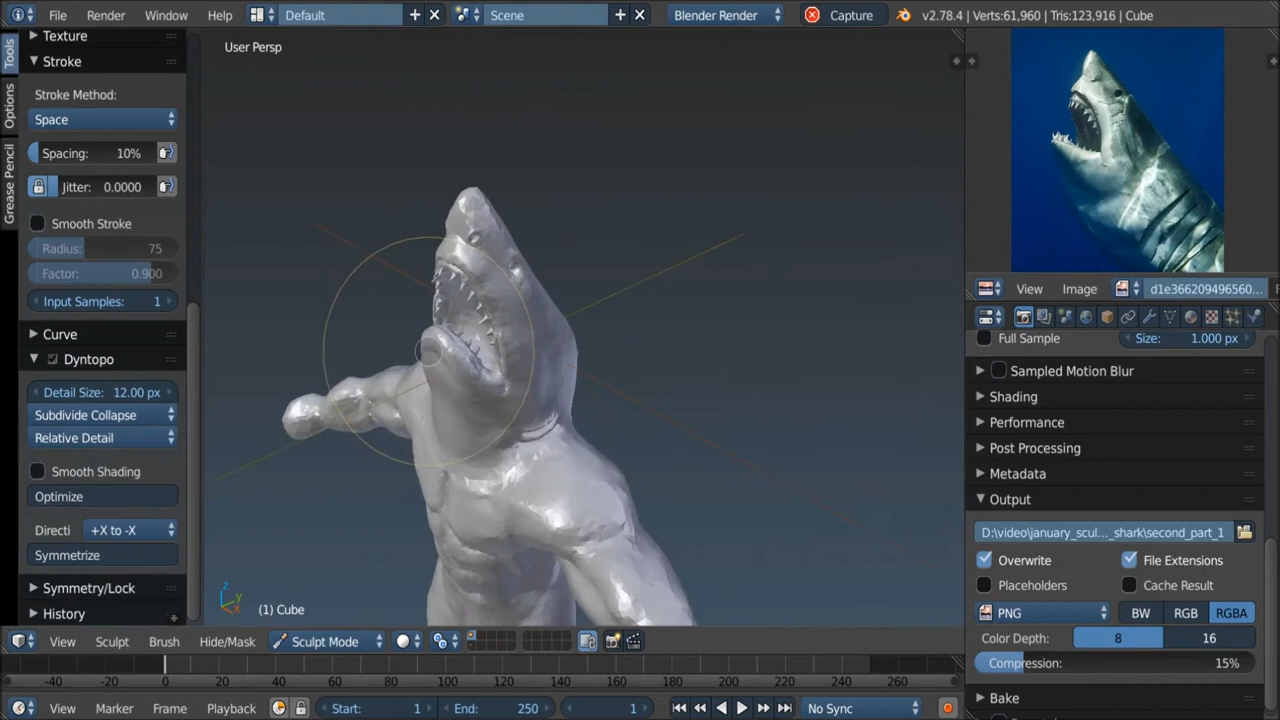 File Render Window Help Default Scene Blender Render Capture v2.78.4 | Verts:61,960 | Tris:123,916 | Cube
Tools
Options
Grease Pencil
Texture
Stroke
Stroke Method:
Space
Spacing: 10%
Jitter: 0.0000
Smooth Stroke
Radius: 75
Factor: 0.900
Input Samples: 1
Curve
Dyntopo
Detail Size: 12.00 px
Subdivide Collapse
Relative Detail
Smooth Shading
Optimize
Directi +X to -X
Symmetrize
Symmetry/Lock
History
User Persp
z
y
x
(1) Cube
View Sculpt Brush Hide/Mask Sculpt Mode
-40 -20 0 20 40 60 80 100 120 140 160 180 200 220 240 260
View Marker Frame Playback Start: 1 End: 250 1 No Sync
View Image d1e366209496560...
Full Sample Size: 1.000 px
Sampled Motion Blur
Shading
Performance
Post Processing
Metadata
Output
D:\video\january_scul..._shark\second_part_1
Overwrite File Extensions
Placeholders Cache Result
PNG BW RGB RGBA
Color Depth: 8 16
Compression: 15%
Bake